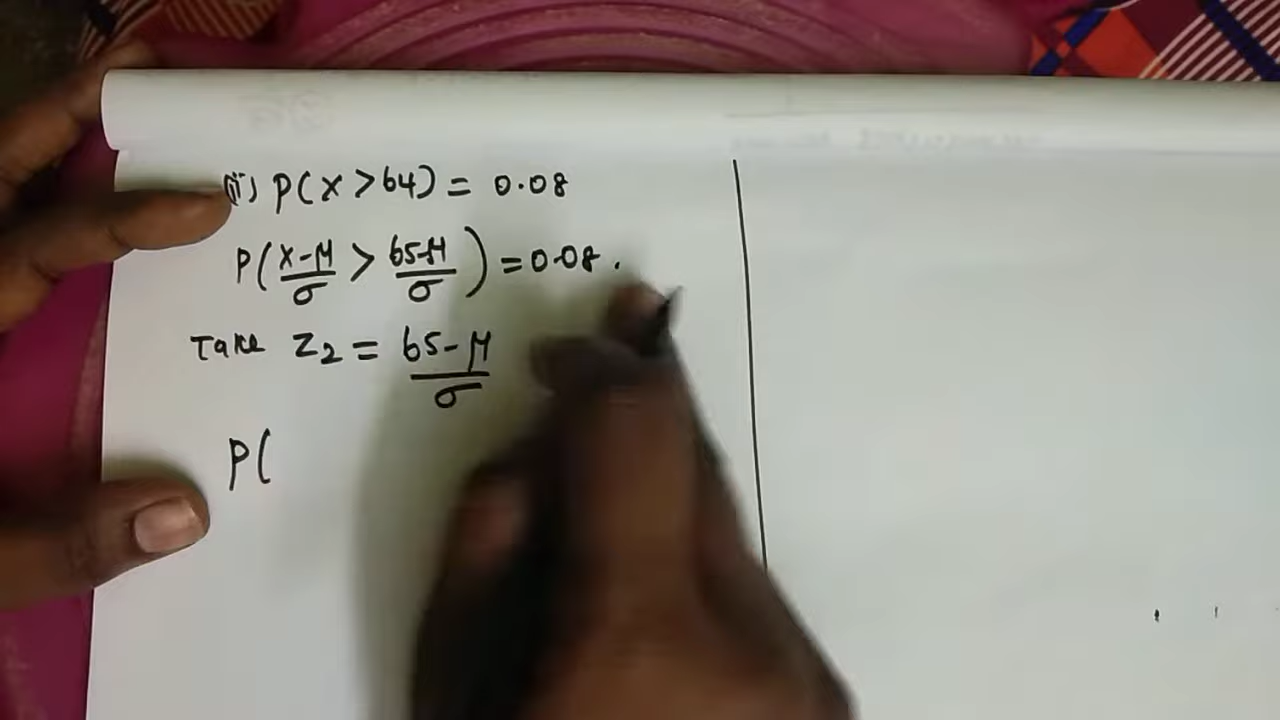 (ii) P(x > 64) = 0.08
P(x-μ/σ > 65-μ/σ) = 0.08.
Take Z₂ = 65-μ/σ
P(